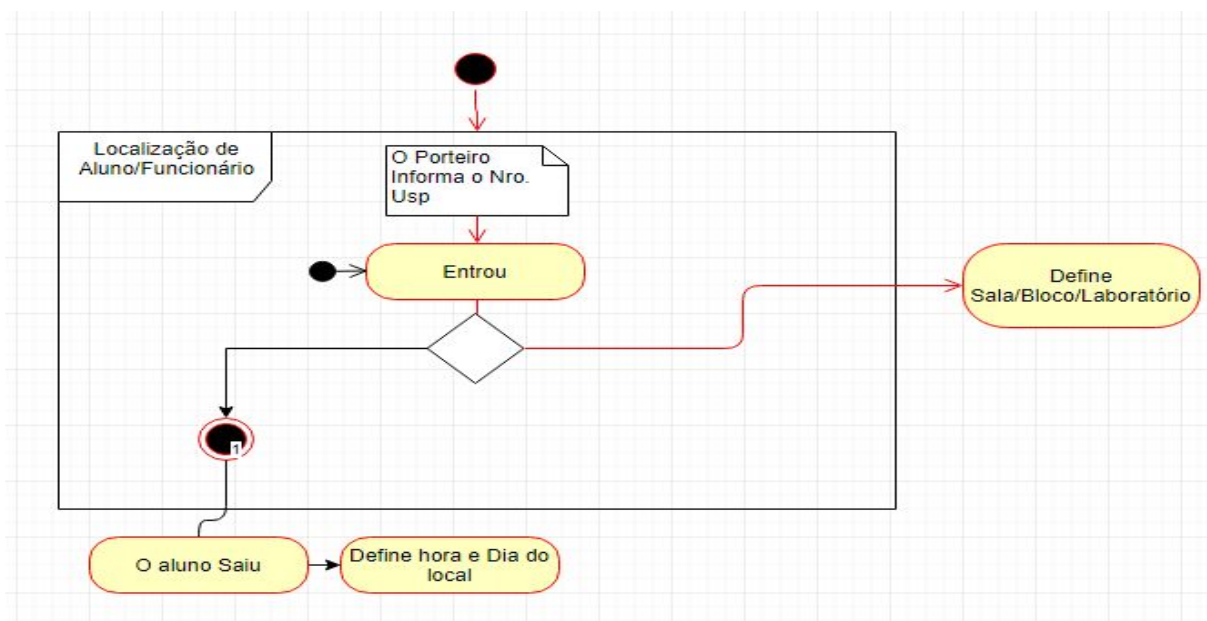 Localização de
Aluno/Funcionário
O Porteiro
Informa o Nro.
Usp
Entrou
Define
Sala/Bloco/Laboratório
1
O aluno Saiu
Define hora e Dia do
local